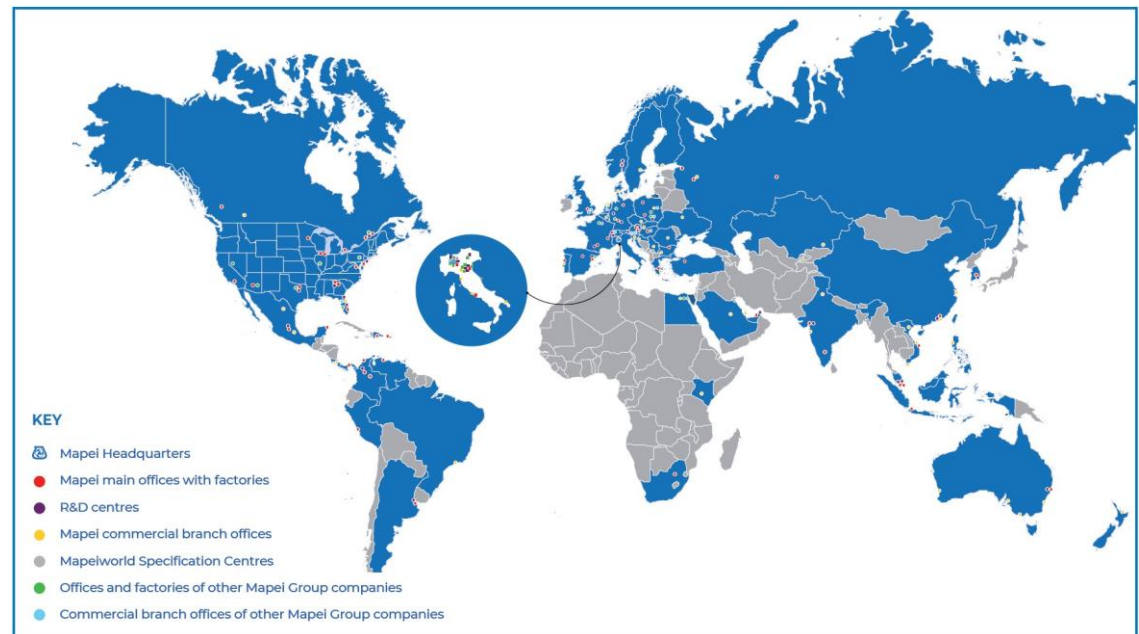 KEY
Mapei Headquarters
Mapei main offices with factories
R&D centres
Mapei commercial branch offices
Mapeiworld Specification Centres
Offices and factories of other Mapei Group companies
Commercial branch offices of other Mapei Group companies